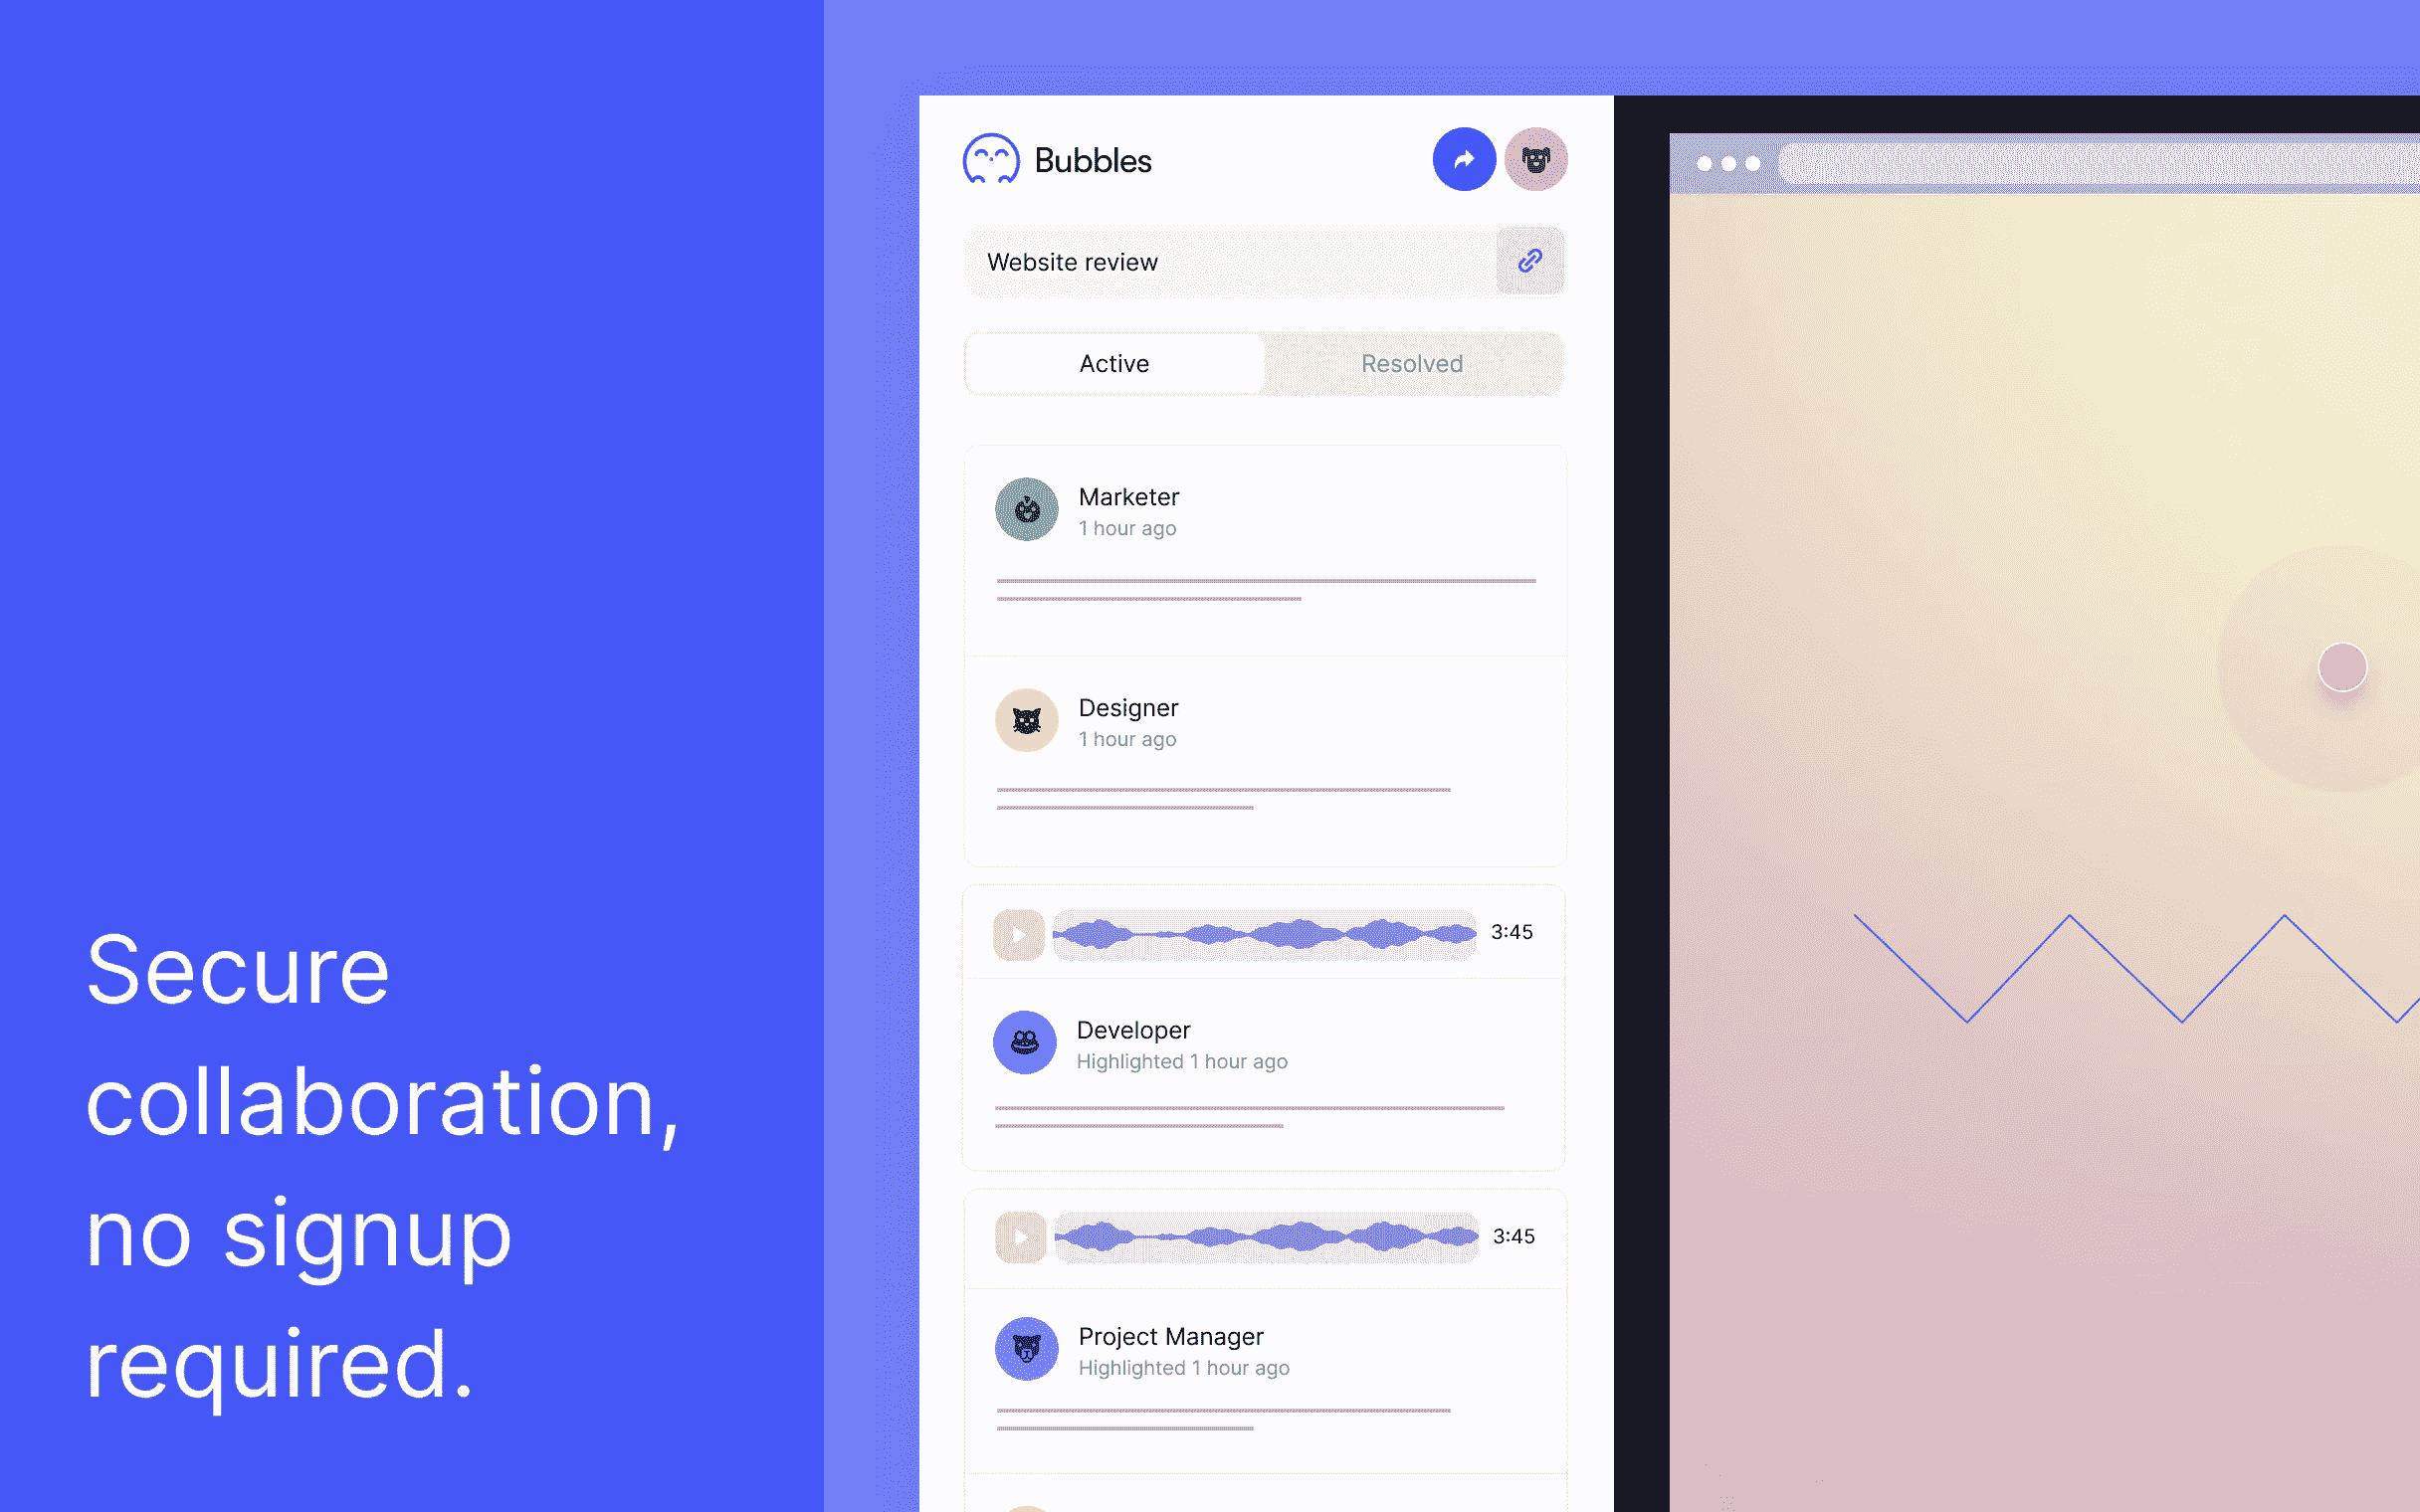 Secure
collaboration,
no signup
required.
Bubbles
Website review
Active
Resolved
Marketer
1 hour ago
Designer
1 hour ago
3:45
Developer
Highlighted 1 hour ago
3:45
Project Manager
Highlighted 1 hour ago